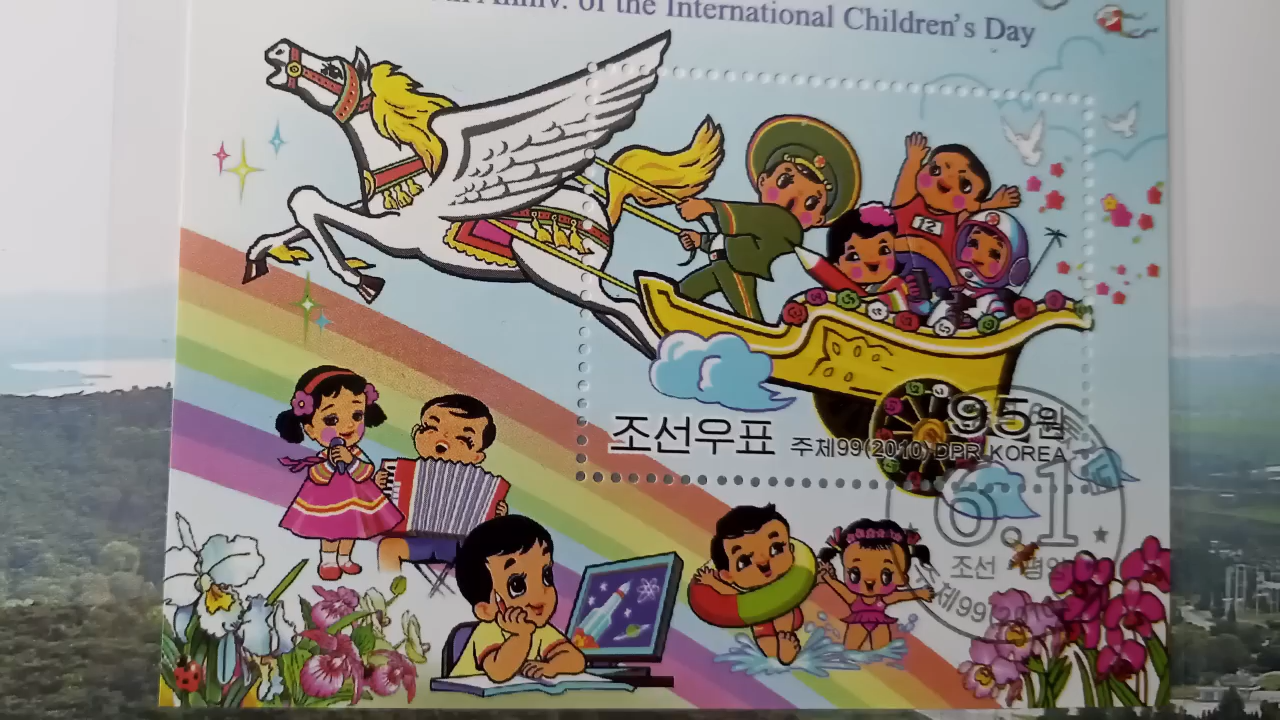 Anniv. of the International Children's Day
12
조선우표
95원
주체99(2010) DPR KOREA
6.1
조선